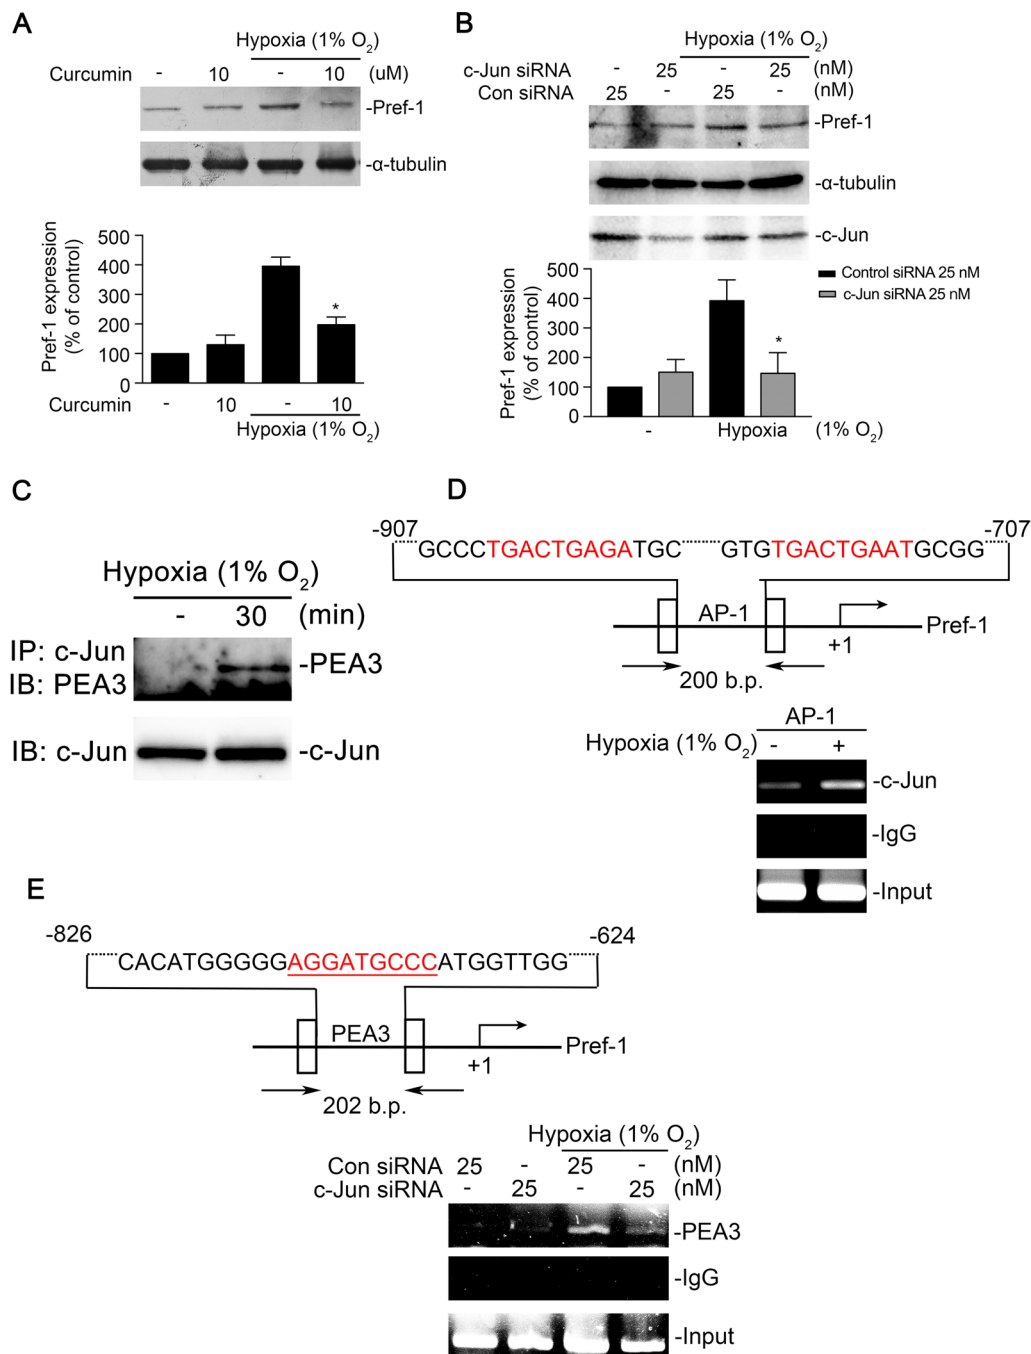 A
Hypoxia (1% O2)
Curcumin - 10 - 10 (uM)
-Pref-1
-α-tubulin
Pref-1 expression
(% of control)
500
400
300
200
100
0
*
Curcumin - 10 - 10
Hypoxia (1% O2)
B
Hypoxia (1% O2)
c-Jun siRNA - 25 - 25 (nM)
Con siRNA 25 - 25 - (nM)
-Pref-1
-α-tubulin
-c-Jun
Control siRNA 25 nM
c-Jun siRNA 25 nM
Pref-1 expression
(% of control)
500
400
300
200
100
0
*
- Hypoxia (1% O2)
C
Hypoxia (1% O2)
- 30 (min)
IP: c-Jun
IB: PEA3
-PEA3
IB: c-Jun
-c-Jun
D
-907 -707
GCCCTGACTGAGATGC GTGTGACTGAATGCGG
AP-1
Pref-1
+1
200 b.p.
AP-1
Hypoxia (1% O2) - +
-c-Jun
-IgG
-Input
E
-826 -624
CACATGGGGGAGGATGCCCATGGTTGG
PEA3
Pref-1
+1
202 b.p.
Hypoxia (1% O2)
Con siRNA 25 - 25 - (nM)
c-Jun siRNA - 25 - 25 (nM)
-PEA3
-IgG
-Input